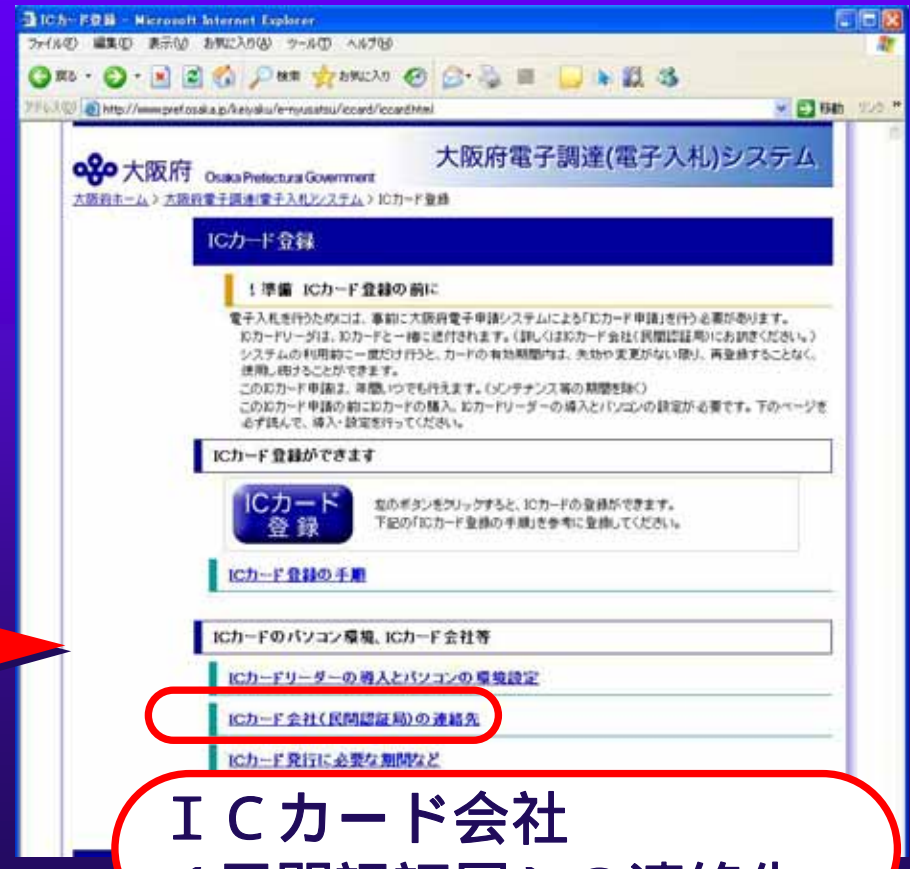 ICカード登録 - Microsoft Internet Explorer
ファイル(F) 編集(E) 表示(V) お気に入り(A) ツール(T) ヘルプ(H)
戻る 検索 お気に入り
アドレス(D) http://www.pref.osaka.jp/keiyaku/e-nyusatsu/iccard/iccard.html 移動 リンク
大阪府 Osaka Prefectural Government
大阪府電子調達(電子入札)システム
大阪府ホーム > 大阪府電子調達(電子入札)システム > ICカード登録
ICカード登録
！準備 ICカード登録の前に
電子入札を行うためには、事前に大阪府電子申請システムによる「ICカード申請」を行う必要があります。
ICカードリーダは、ICカードと一緒に送付されます。(詳しくはICカード会社(民間認証局)にお訊きください。)
システムの利用前に一度だけ行うと、カードの有効期間内は、失効や変更がない限り、再登録することなく、
使用し続けることができます。
このICカード申請は、年間いつでも行えます。(メンテナンス等の期間を除く)
このICカード申請の前にICカードの購入、ICカードリーダーの導入とパソコンの設定が必要です。下のページを
必ず読んで、導入・設定を行ってください。
ICカード登録ができます
ICカード
登録
左のボタンをクリックすると、ICカードの登録ができます。
下記の「ICカード登録の手順」を参考に登録してください。
ICカード登録の手順
ICカードのパソコン環境、ICカード会社等
ICカードリーダーの導入とパソコンの環境設定
ICカード会社(民間認証局)の連絡先
ICカード発行に必要な期間など
ＩＣカード会社